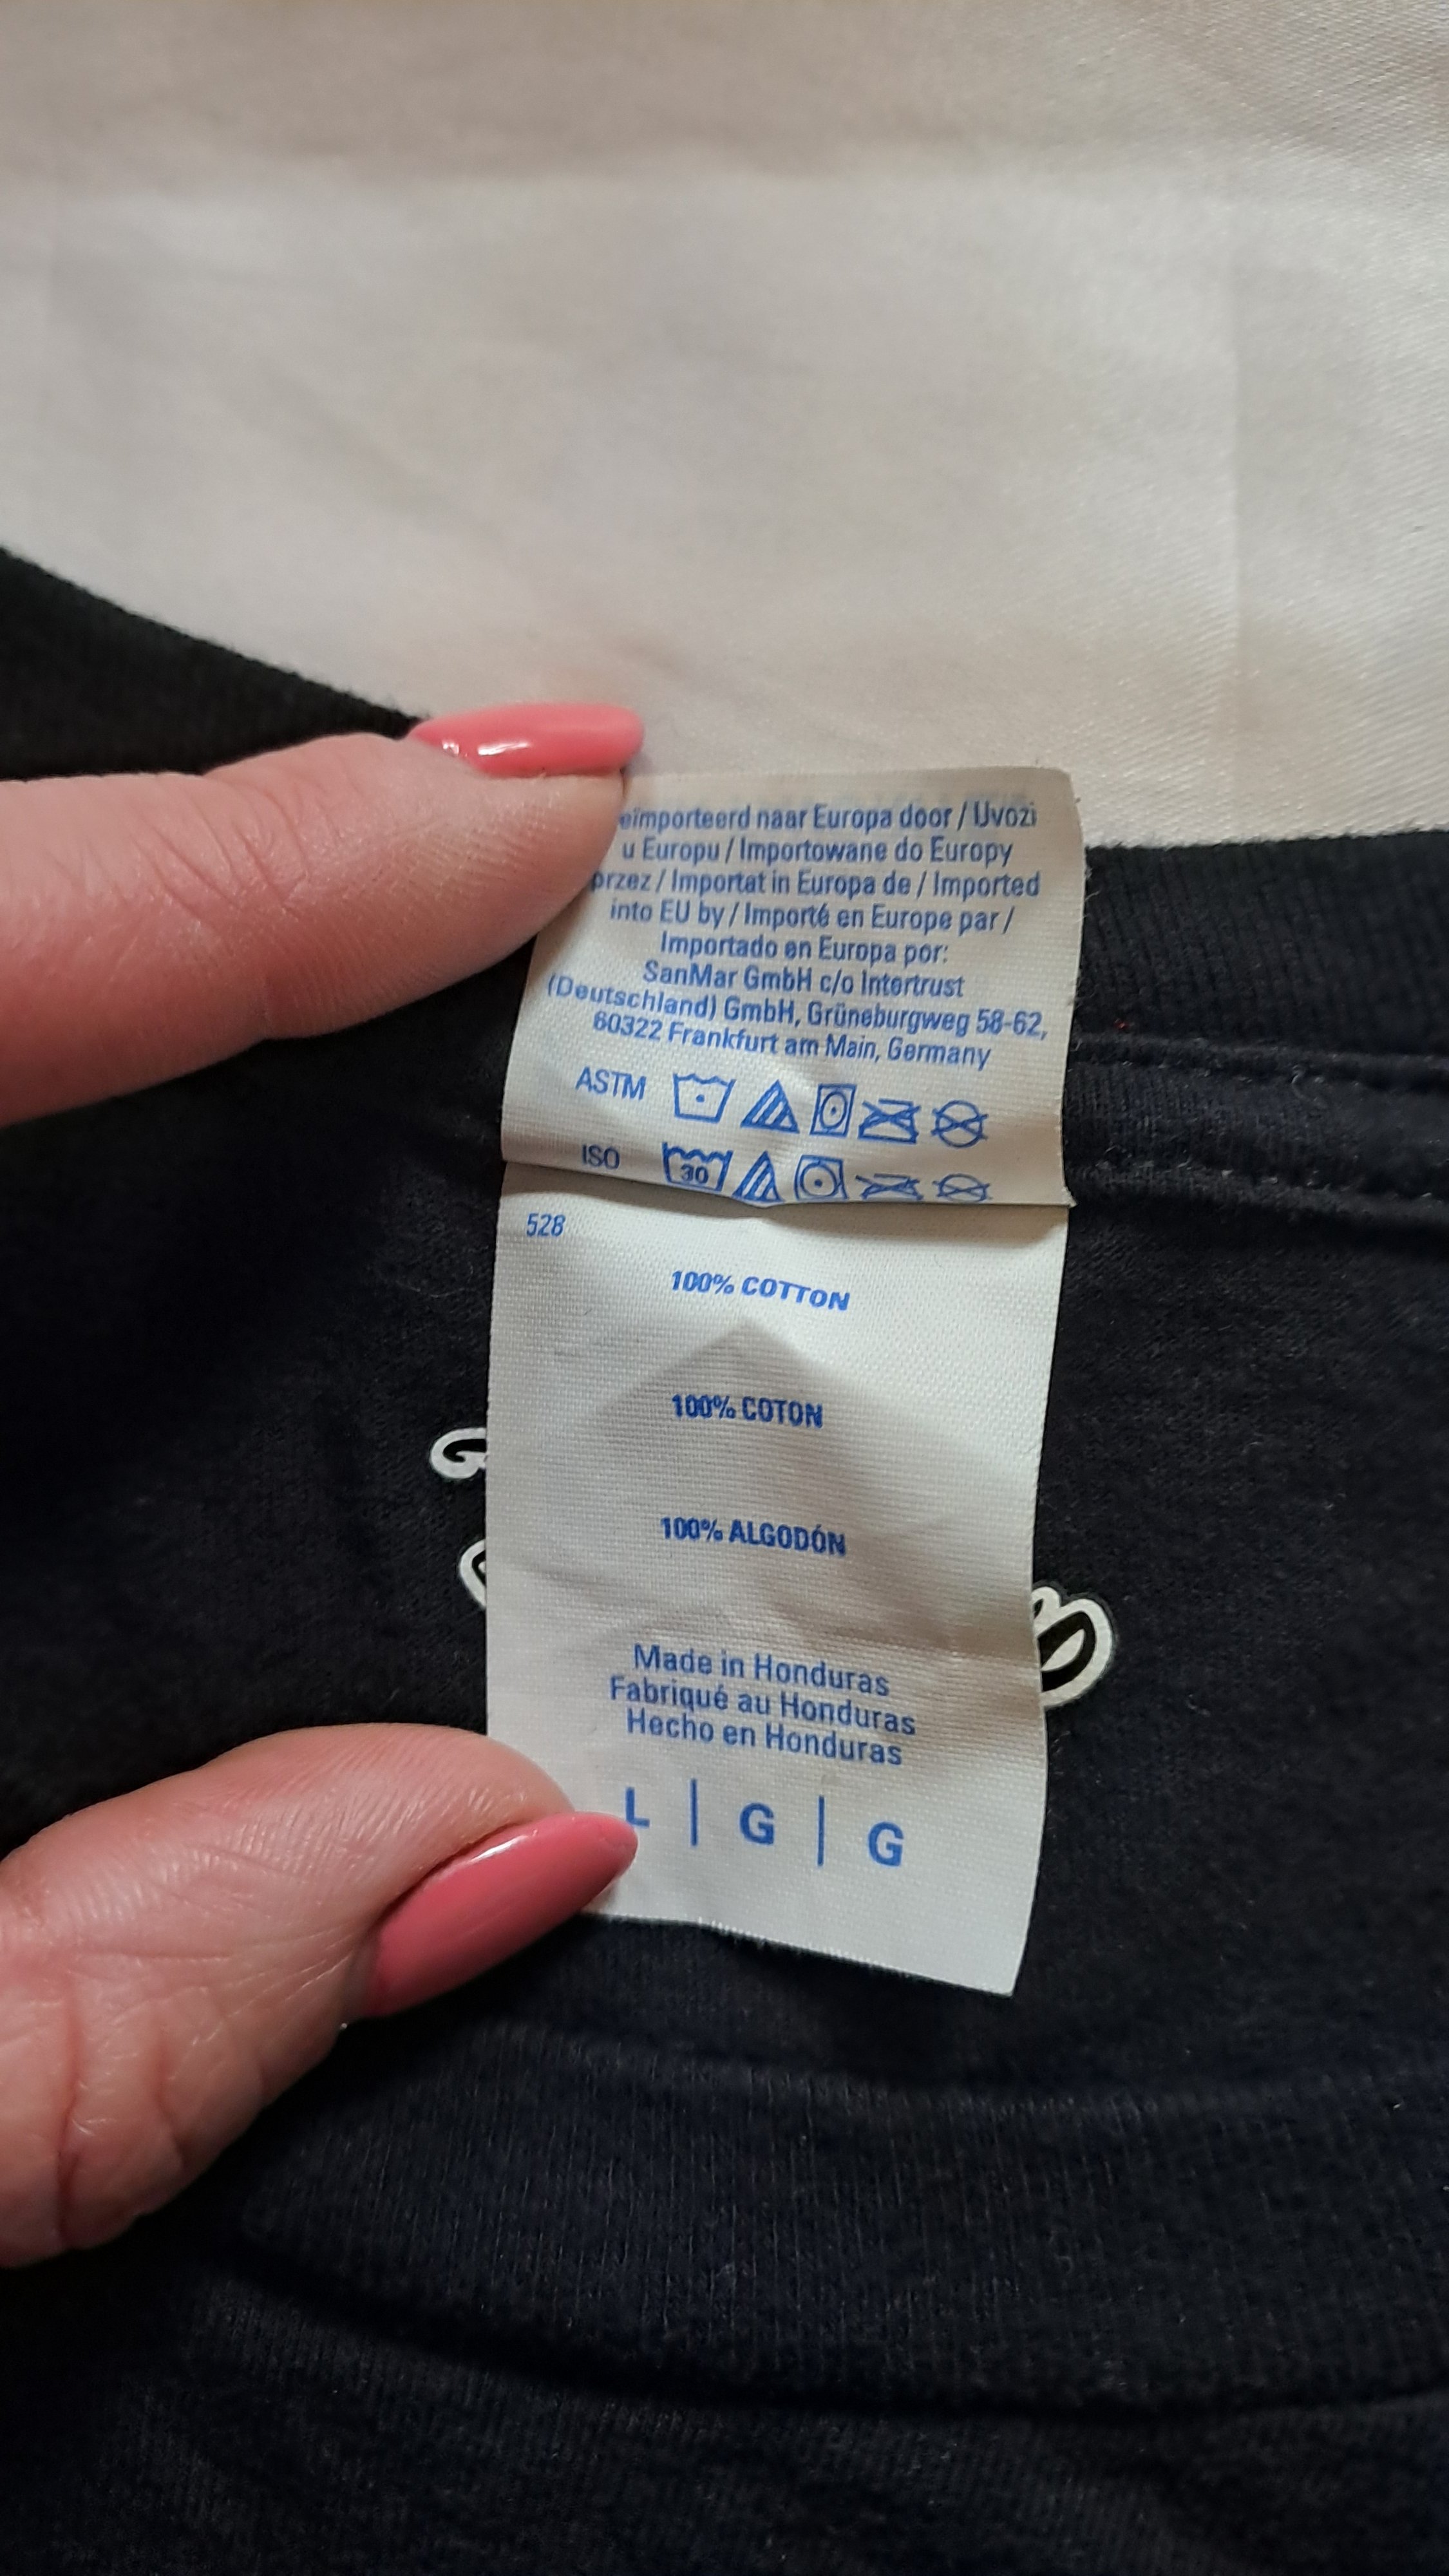 eïmporteerd naar Europa door / Uvozi
u Europu / Importowane do Europy
przez / Importat in Europa de / Imported
into EU by / Importé en Europe par /
Importado en Europa por:
SanMar GmbH c/o Intertrust
(Deutschland) GmbH, Grüneburgweg 58-62,
60322 Frankfurt am Main, Germany
ASTM
ISO 30
528
100% COTTON
100% COTON
100% ALGODÓN
Made in Honduras
Fabriqué au Honduras
Hecho en Honduras
L | G | G